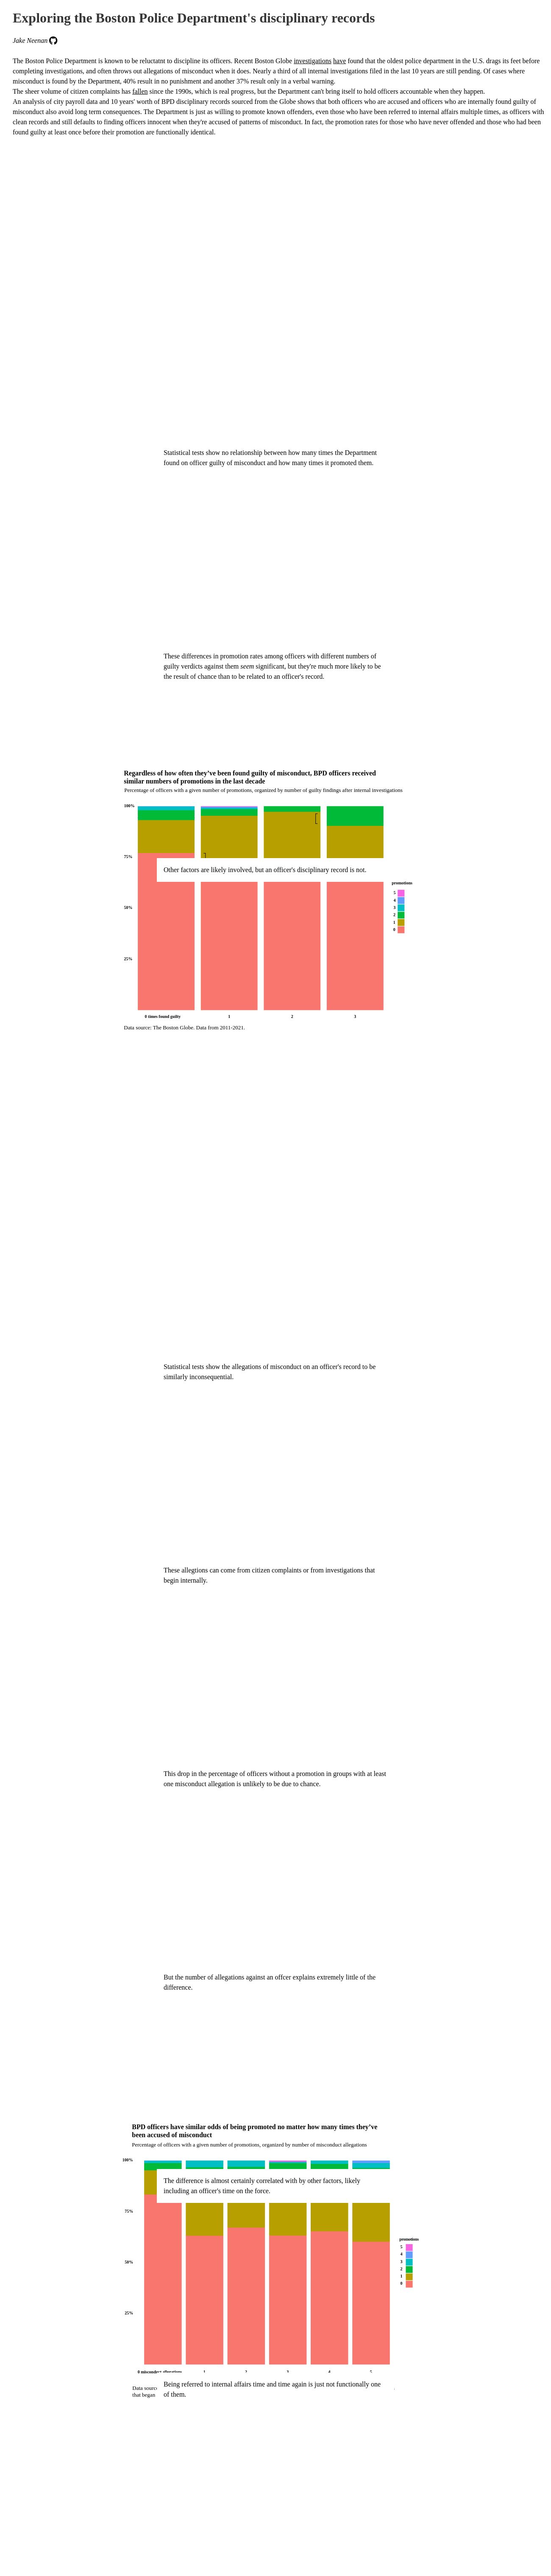 Exploring the Boston Police Department's disciplinary records
Jake Neenan
The Boston Police Department is known to be reluctant to discipline its officers. Recent Boston Globe investigations have found that the oldest police department in the U.S. drags its feet before
completing investigations, and often throws out allegations of misconduct when it does. Nearly a third of all internal investigations filed in the last 10 years are still pending. Of cases where
misconduct is found by the Department, 40% result in no punishment and another 37% result only in a verbal warning.
The sheer volume of citizen complaints has fallen since the 1990s, which is real progress, but the Department can't bring itself to hold officers accountable when they happen.
An analysis of city payroll data and 10 years' worth of BPD disciplinary records sourced from the Globe shows that both officers who are accused and officers who are internally found guilty of
misconduct also avoid long term consequences. The Department is just as willing to promote known offenders, even those who have been referred to internal affairs multiple times, as officers with
clean records and still defaults to finding officers innocent when they're accused of patterns of misconduct. In fact, the promotion rates for those who have never offended and those who had been
found guilty at least once before their promotion are functionally identical.
Statistical tests show no relationship between how many times the Department
found on officer guilty of misconduct and how many times it promoted them.
These differences in promotion rates among officers with different numbers of
guilty verdicts against them seem significant, but they're much more likely to be
the result of chance than to be related to an officer's record.
Regardless of how often they've been found guilty of misconduct, BPD officers received
similar numbers of promotions in the last decade
Percentage of officers with a given number of promotions, organized by number of guilty findings after internal investigations
100%
75%
Other factors are likely involved, but an officer's disciplinary record is not.
promotions
5
4
3
2
1
0
50%
25%
0 times found guilty 1 2 3
Data source: The Boston Globe. Data from 2011-2021.
Statistical tests show the allegations of misconduct on an officer's record to be
similarly inconsequential.
These allegtions can come from citizen complaints or from investigations that
begin internally.
This drop in the percentage of officers without a promotion in groups with at least
one misconduct allegation is unlikely to be due to chance.
But the number of allegations against an offcer explains extremely little of the
difference.
BPD officers have similar odds of being promoted no matter how many times they've
been accused of misconduct
Percentage of officers with a given number of promotions, organized by number of misconduct allegations
100%
The difference is almost certainly correlated with by other factors, likely
including an officer's time on the force.
75%
promotions
5
4
3
2
1
0
50%
25%
0 misconduct allegations 1 2 3 4 5
Data source
Being referred to internal affairs time and time again is just not functionally one
that began
of them.